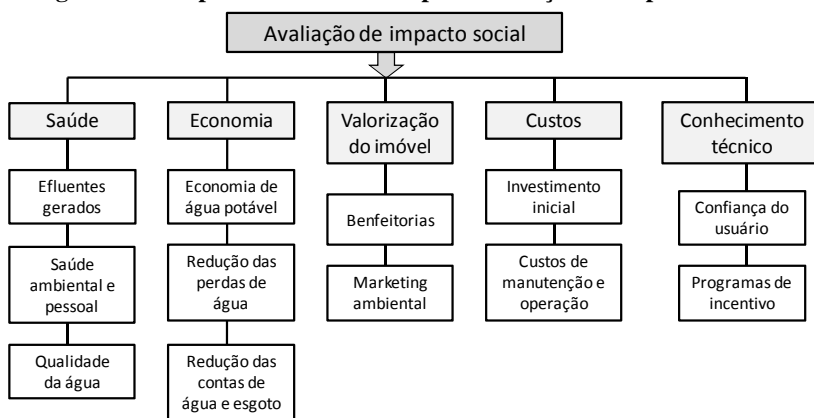 Avaliação de impacto social
Saúde
Efluentes
gerados
Saúde
ambiental e
pessoal
Qualidade
da água
Economia
Economia de
água potável
Redução das
perdas de
água
Redução das
contas de
água e esgoto
Valorização
do imóvel
Benfeitorias
Marketing
ambiental
Custos
Investimento
inicial
Custos de
manutenção e
operação
Conhecimento
técnico
Confiança do
usuário
Programas de
incentivo